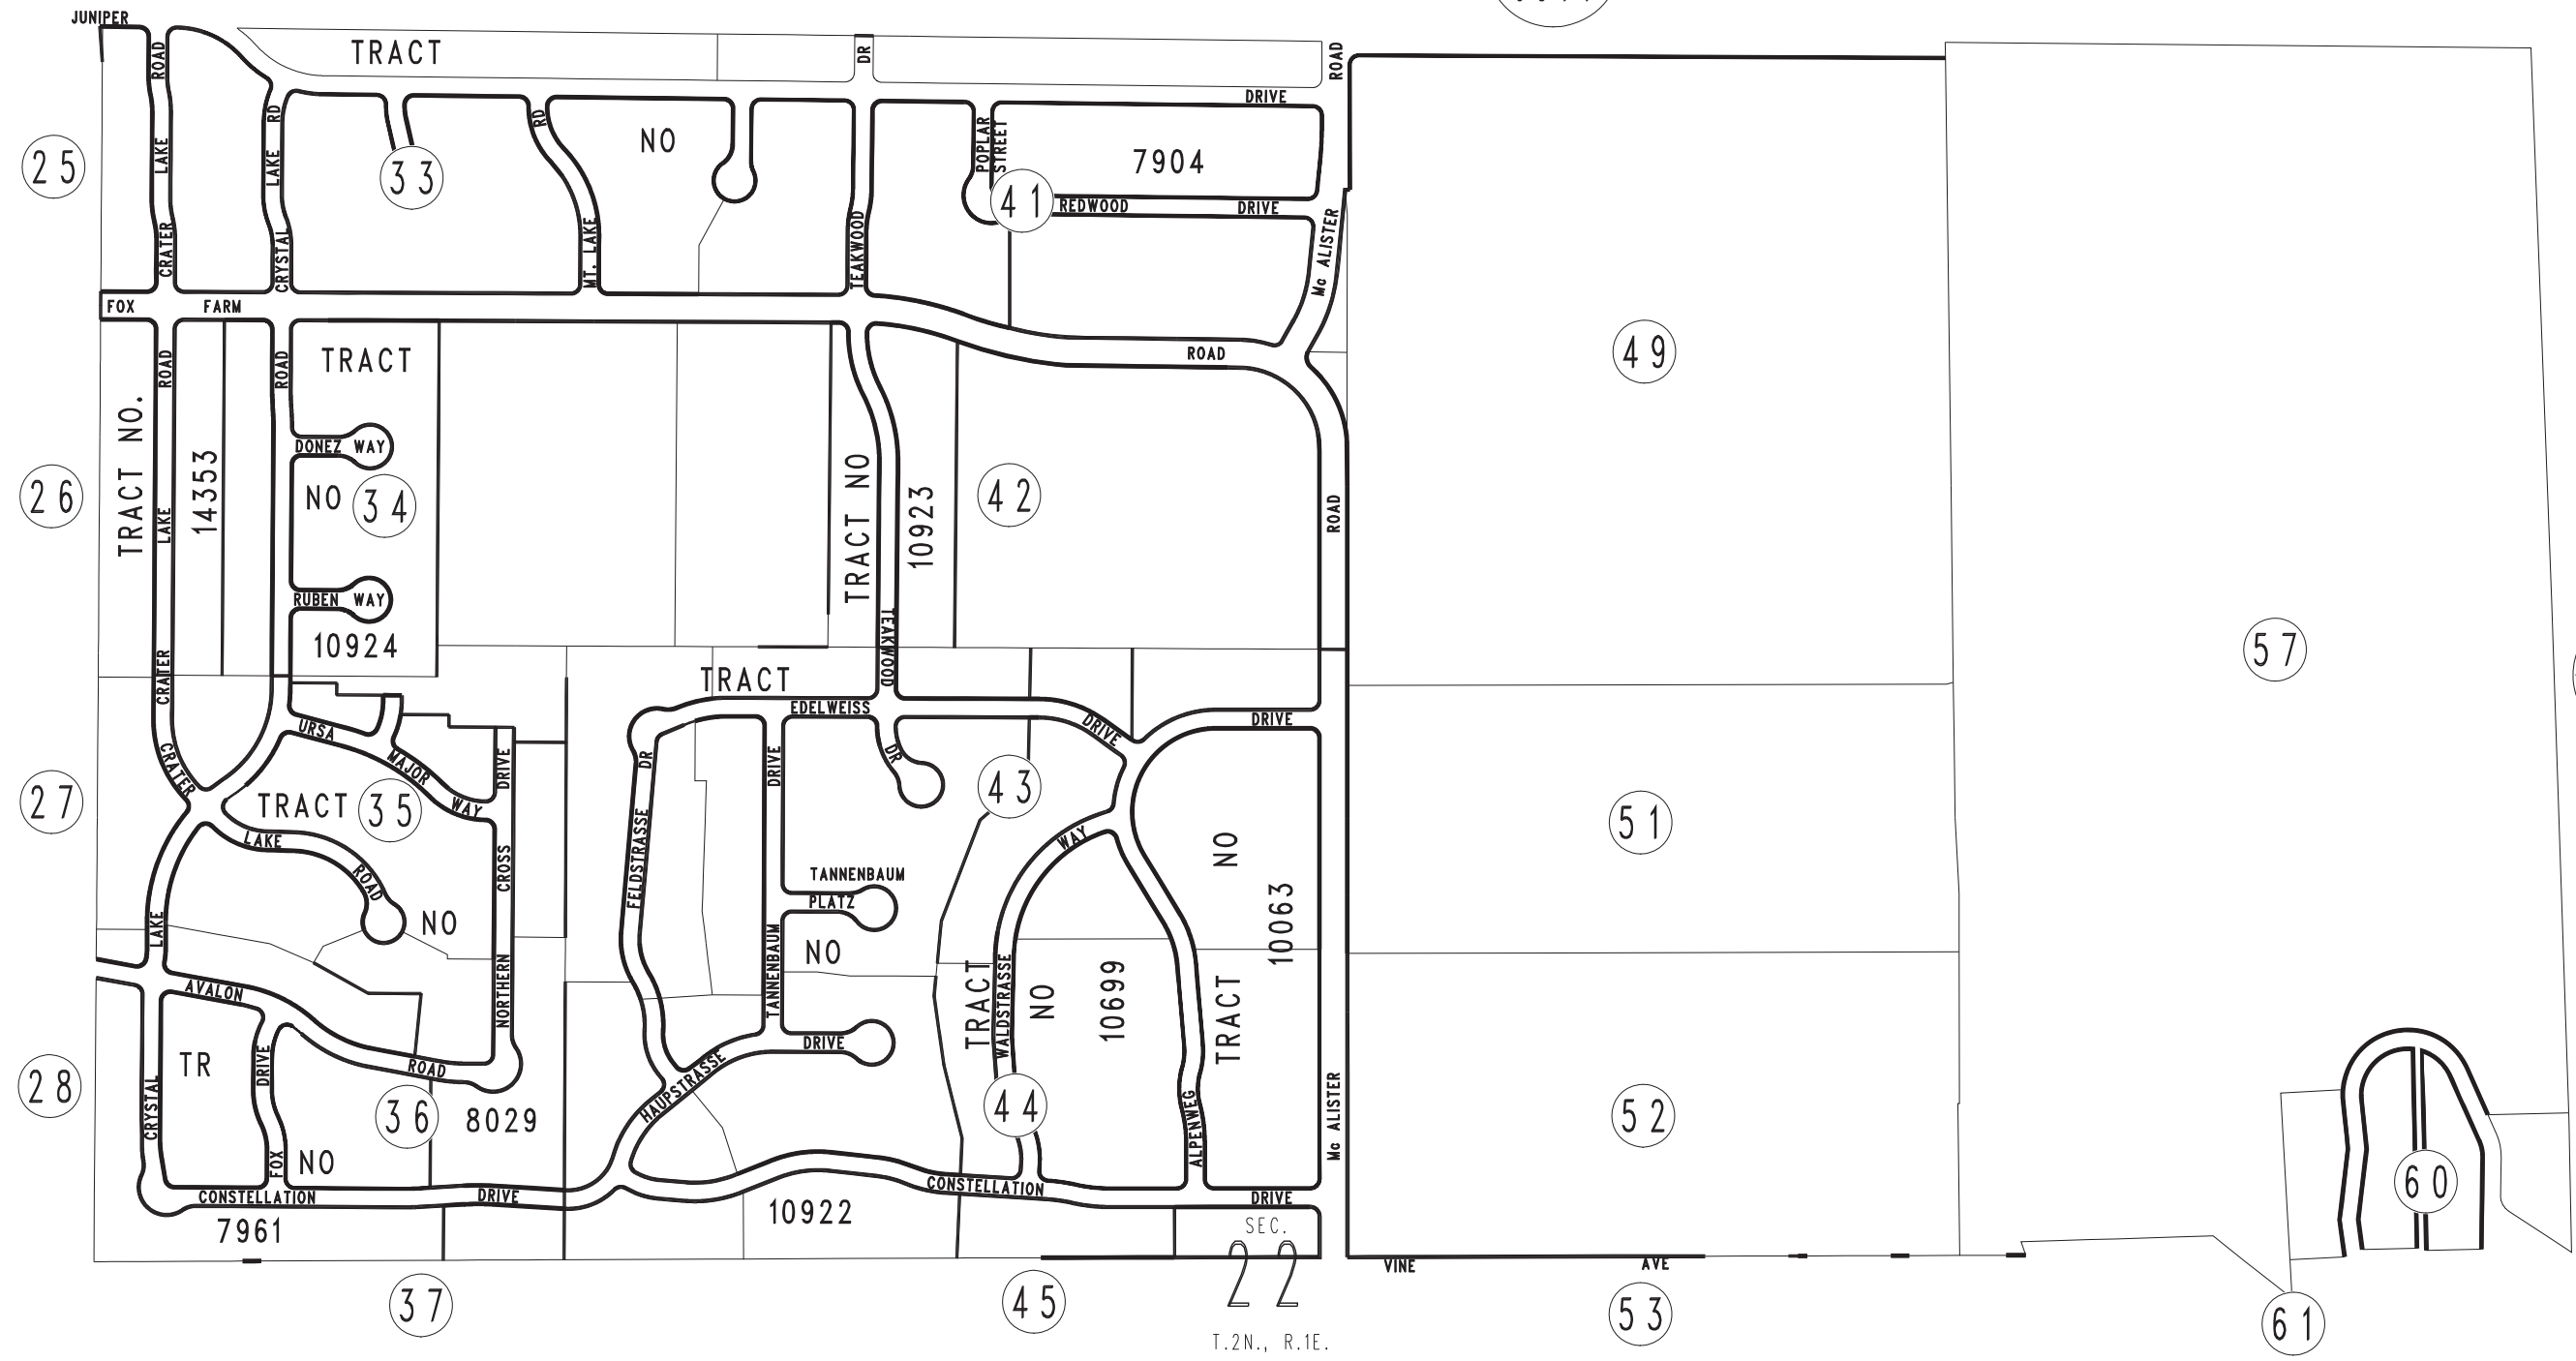 JUNIPER
TRACT
DR
ROAD
ROAD
LAKE
CRATER
RD
LAKE
CRYSTAL
33
RD
MT. LAKE
NO
TEAKWOOD
POPLAR
STREET
41
DRIVE
7904
REDWOOD
DRIVE
Mc ALISTER
25
FOX
FARM
ROAD
49
26
TRACT NO.
ROAD
LAKE
CRATER
14353
ROAD
TRACT
DONEZ WAY
NO
34
RUBEN WAY
10924
TRACT NO
10923
TEAKWOOD
42
ROAD
57
TRACT
EDELWEISS
DRIVE
DRIVE
27
CRATER
URSA
MAJOR
WAY
DRIVE
CROSS
NORTHERN
TRACT
35
LAKE
ROAD
NO
LAKE
DR
FELDSTRASSE
DRIVE
TANNENBAUM
DR
43
TANNENBAUM
PLATZ
NO
WAY
WALDSTRASSE
TRACT
NO
10699
NO
10063
TRACT
51
28
AVALON
ROAD
TR
CRYSTAL
DRIVE
FOX
NO
36
8029
HAUPSTRASSE
DRIVE
44
ALPENWEG
Mc ALISTER
52
60
CONSTELLATION
DRIVE
CONSTELLATION
DRIVE
7961
10922
SEC.
22
T.2N., R.1E.
VINE
AVE
37
45
53
61